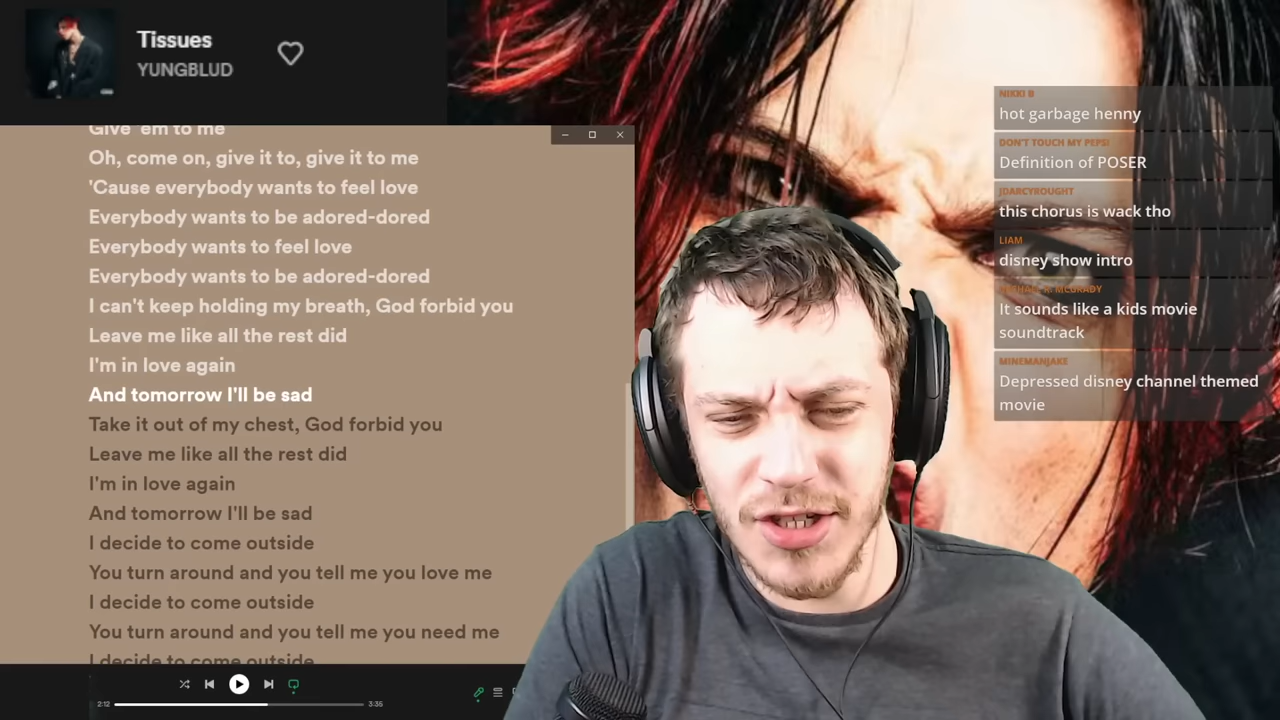 Tissues
YUNGBLUD
Give 'em to me
Oh, come on, give it to, give it to me
'Cause everybody wants to feel love
Everybody wants to be adored-dored
Everybody wants to feel love
Everybody wants to be adored-dored
I can't keep holding my breath, God forbid you
Leave me like all the rest did
I'm in love again
And tomorrow I'll be sad
Take it out of my chest, God forbid you
Leave me like all the rest did
I'm in love again
And tomorrow I'll be sad
I decide to come outside
You turn around and you tell me you love me
I decide to come outside
You turn around and you tell me you need me
I decide to come outside
2:12
3:35
NIKKI B
hot garbage henny
DON'T TOUCH MY PEPSI
Definition of POSER
JDARCYROUGHT
this chorus is wack tho
LIAM
disney show intro
MCGRADY
It sounds like a kids movie
soundtrack
MINEMANJAKE
Depressed disney channel themed
movie